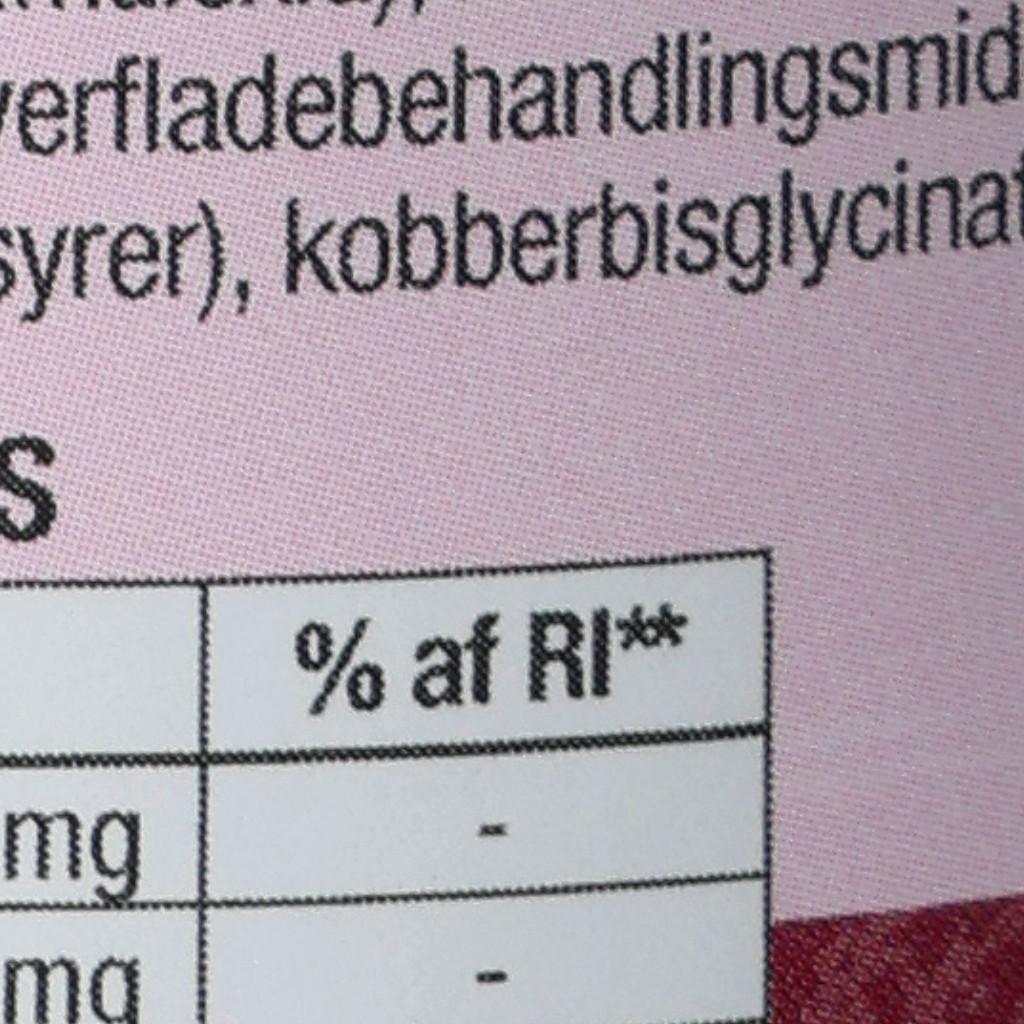 verfladebehandlingsmid
syrer), kobberbisglycinat
s
% af RI**
mg -
mg -